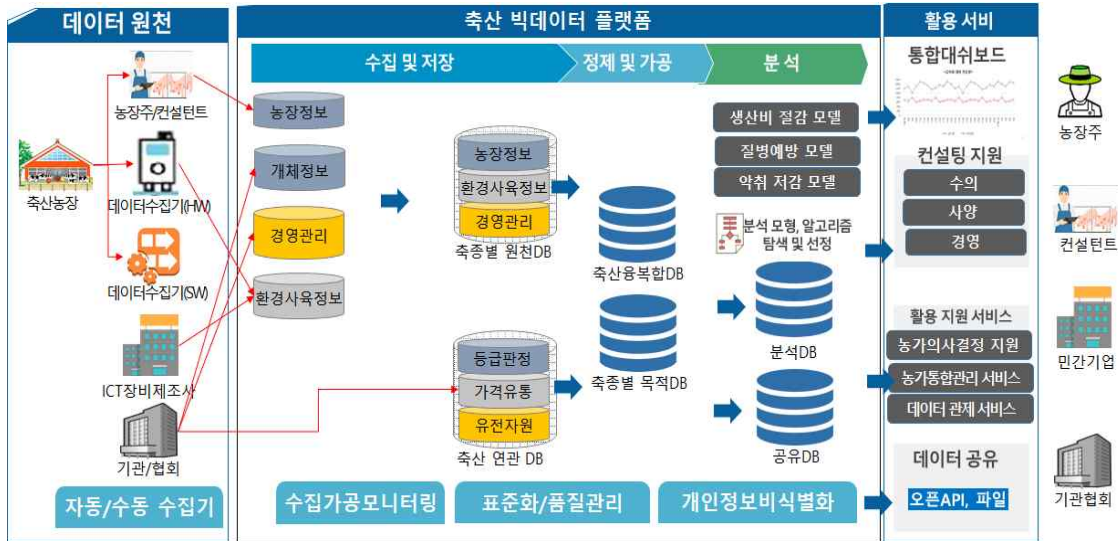 데이터 원천
농장주/컨설턴트
축산농장
데이터수집기(HW)
데이터수집기(SW)
ICT장비제조사
기관/협회
자동/수동 수집기
축산 빅데이터 플랫폼
수집 및 저장
정제 및 가공
분 석
농장정보
개체정보
경영관리
환경사육정보
농장정보
환경사육정보
경영관리
축종별 원천DB
등급판정
가격유통
유전자원
축산 연관 DB
축산융복합DB
축종별 목적DB
생산비 절감 모델
질병예방 모델
악취 저감 모델
분석 모형, 알고리즘
탐색 및 선정
분석DB
공유DB
수집가공모니터링
표준화/품질관리
개인정보비식별화
활용 서비
통합대쉬보드
컨설팅 지원
수의
사양
경영
활용 지원 서비스
농가의사결정 지원
농가통합관리 서비스
데이터 관제 서비스
데이터 공유
오픈API, 파일
농장주
컨설턴트
민간기업
기관협회